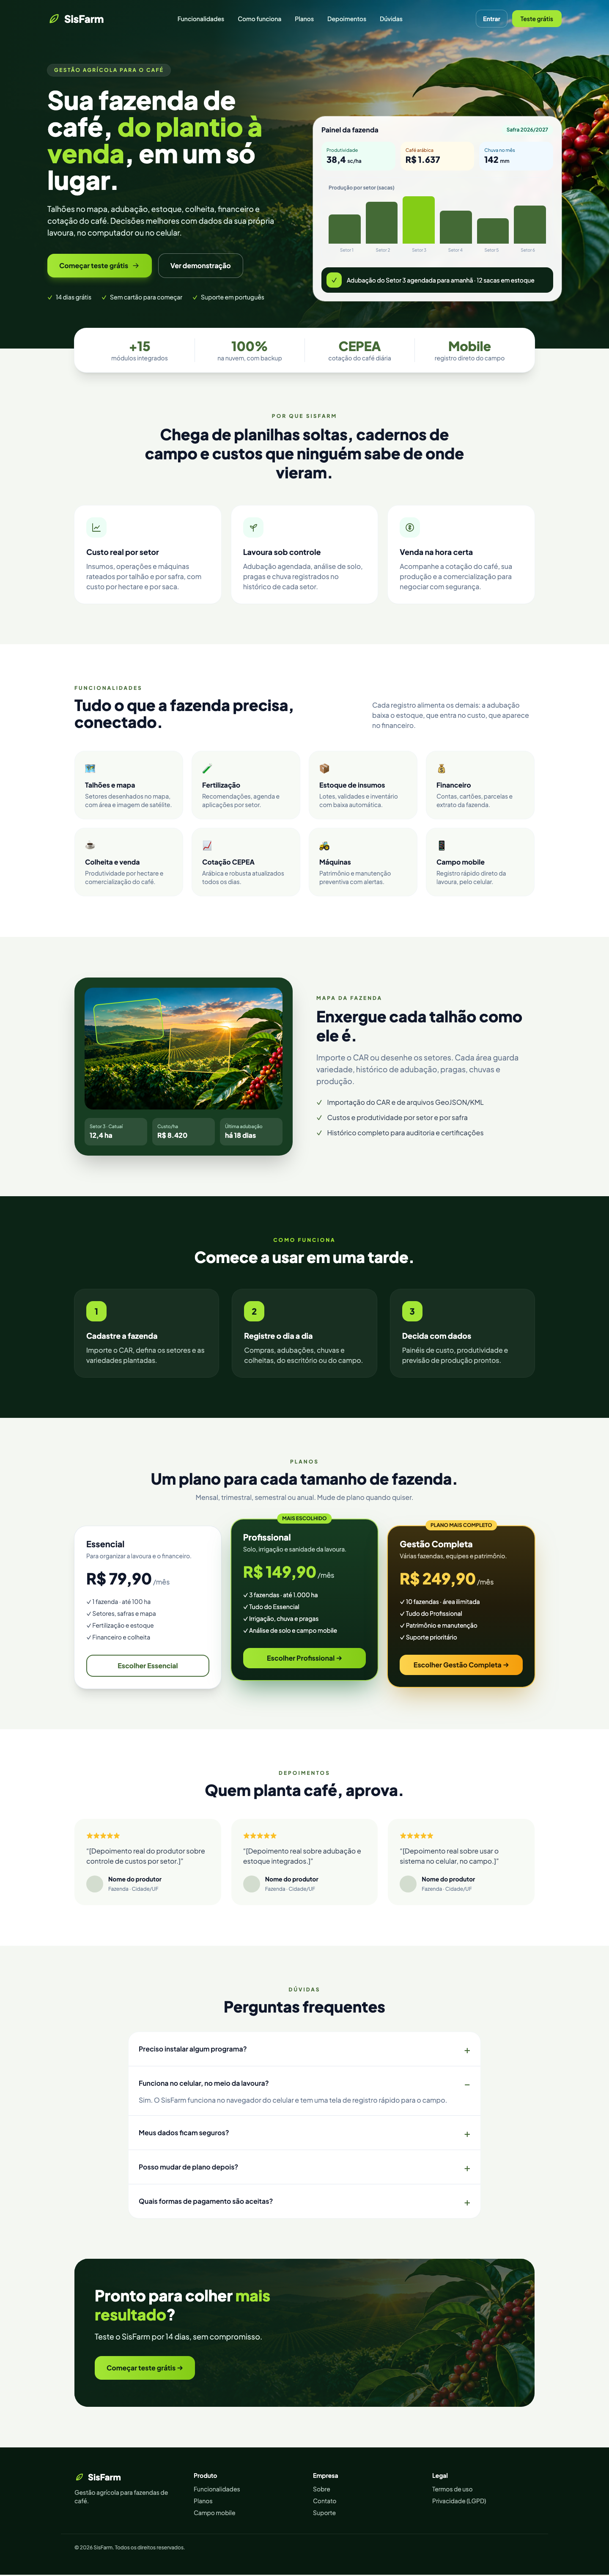 SisFarm
Funcionalidades
Como funciona
Planos
Depoimentos
Dúvidas
Entrar
Teste grátis
GESTÃO AGRÍCOLA PARA O CAFÉ
Sua fazenda de
café, do plantio à
venda, em um só
lugar.
Talhões no mapa, adubação, estoque, colheita, financeiro e
cotação do café. Decisões melhores com dados da sua própria
lavoura, no computador ou no celular.
Começar teste grátis →
Ver demonstração
✓ 14 dias grátis
✓ Sem cartão para começar
✓ Suporte em português
Painel da fazenda
Safra 2026/2027
Produtividade
38,4 sc/ha
Café arábica
R$ 1.637
Chuva no mês
142 mm
Produção por setor (sacas)
Setor 1
Setor 2
Setor 3
Setor 4
Setor 5
Setor 6
✓ Adubação do Setor 3 agendada para amanhã · 12 sacas em estoque
+15
módulos integrados
100%
na nuvem, com backup
CEPEA
cotação do café diária
Mobile
registro direto do campo
POR QUE SISFARM
Chega de planilhas soltas, cadernos de
campo e custos que ninguém sabe de onde
vieram.
Custo real por setor
Insumos, operações e máquinas
rateados por talhão e por safra, com
custo por hectare e por saca.
Lavoura sob controle
Adubação agendada, análise de solo,
pragas e chuva registrados no
histórico de cada setor.
Venda na hora certa
Acompanhe a cotação do café, sua
produção e a comercialização para
negociar com segurança.
FUNCIONALIDADES
Tudo o que a fazenda precisa,
conectado.
Cada registro alimenta os demais: a adubação
baixa o estoque, que entra no custo, que aparece
no financeiro.
Talhões e mapa
Setores desenhados no mapa,
com área e imagem de satélite.
Fertilização
Recomendações, agenda e
aplicações por setor.
Estoque de insumos
Lotes, validades e inventário
com baixa automática.
Financeiro
Contas, cartões, parcelas e
extrato da fazenda.
Colheita e venda
Produtividade por hectare e
comercialização do café.
Cotação CEPEA
Arábica e robusta atualizados
todos os dias.
Máquinas
Patrimônio e manutenção
preventiva com alertas.
Campo mobile
Registro rápido direto da
lavoura, pelo celular.
Setor 3 · Catuaí
12,4 ha
Custo/ha
R$ 8.420
Última adubação
há 18 dias
MAPA DA FAZENDA
Enxergue cada talhão como
ele é.
Importe o CAR ou desenhe os setores. Cada área guarda
variedade, histórico de adubação, pragas, chuvas e
produção.
✓ Importação do CAR e de arquivos GeoJSON/KML
✓ Custos e produtividade por setor e por safra
✓ Histórico completo para auditoria e certificações
COMO FUNCIONA
Comece a usar em uma tarde.
1
Cadastre a fazenda
Importe o CAR, defina os setores e as
variedades plantadas.
2
Registre o dia a dia
Compras, adubações, chuvas e
colheitas, do escritório ou do campo.
3
Decida com dados
Painéis de custo, produtividade e
previsão de produção prontos.
PLANOS
Um plano para cada tamanho de fazenda.
Mensal, trimestral, semestral ou anual. Mude de plano quando quiser.
Essencial
Para organizar a lavoura e o financeiro.
R$ 79,90 /mês
✓ 1 fazenda · até 100 ha
✓ Setores, safras e mapa
✓ Fertilização e estoque
✓ Financeiro e colheita
Escolher Essencial
MAIS ESCOLHIDO
Profissional
Solo, irrigação e sanidade da lavoura.
R$ 149,90 /mês
✓ 3 fazendas · até 1.000 ha
✓ Tudo do Essencial
✓ Irrigação, chuva e pragas
✓ Análise de solo e campo mobile
Escolher Profissional →
PLANO MAIS COMPLETO
Gestão Completa
Várias fazendas, equipes e patrimônio.
R$ 249,90 /mês
✓ 10 fazendas · área ilimitada
✓ Tudo do Profissional
✓ Patrimônio e manutenção
✓ Suporte prioritário
Escolher Gestão Completa →
DEPOIMENTOS
Quem planta café, aprova.
★★★★★
"[Depoimento real do produtor sobre
controle de custos por setor.]"
Nome do produtor
Fazenda · Cidade/UF
★★★★★
"[Depoimento real sobre adubação e
estoque integrados.]"
Nome do produtor
Fazenda · Cidade/UF
★★★★★
"[Depoimento real sobre usar o
sistema no celular, no campo.]"
Nome do produtor
Fazenda · Cidade/UF
DÚVIDAS
Perguntas frequentes
Preciso instalar algum programa? +
Funciona no celular, no meio da lavoura? −
Sim. O SisFarm funciona no navegador do celular e tem uma tela de registro rápido para o campo.
Meus dados ficam seguros? +
Posso mudar de plano depois? +
Quais formas de pagamento são aceitas? +
Pronto para colher mais
resultado?
Teste o SisFarm por 14 dias, sem compromisso.
Começar teste grátis →
SisFarm
Gestão agrícola para fazendas de
café.
Produto
Funcionalidades
Planos
Campo mobile
Empresa
Sobre
Contato
Suporte
Legal
Termos de uso
Privacidade (LGPD)
© 2026 SisFarm. Todos os direitos reservados.